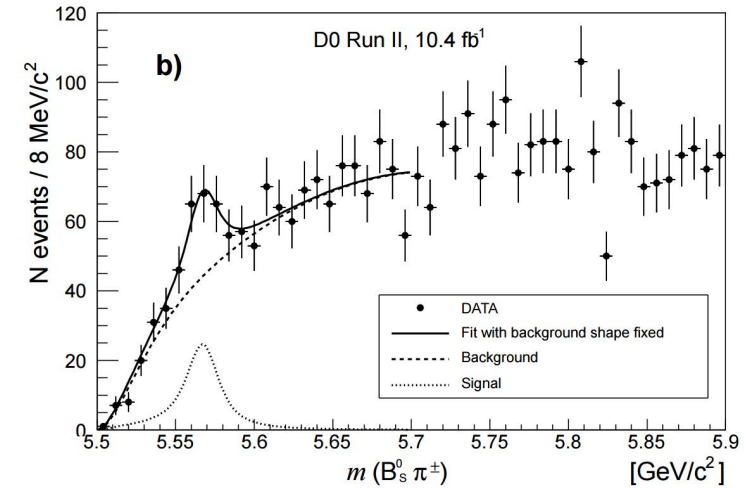 D0 Run II, 10.4 fb⁻¹
b)
N events / 8 MeV/c²
120
100
80
60
40
20
0
DATA
Fit with background shape fixed
Background
Signal
5.5 5.55 5.6 5.65 5.7 5.75 5.8 5.85 5.9
m (B⁰ₛ π±) [GeV/c²]